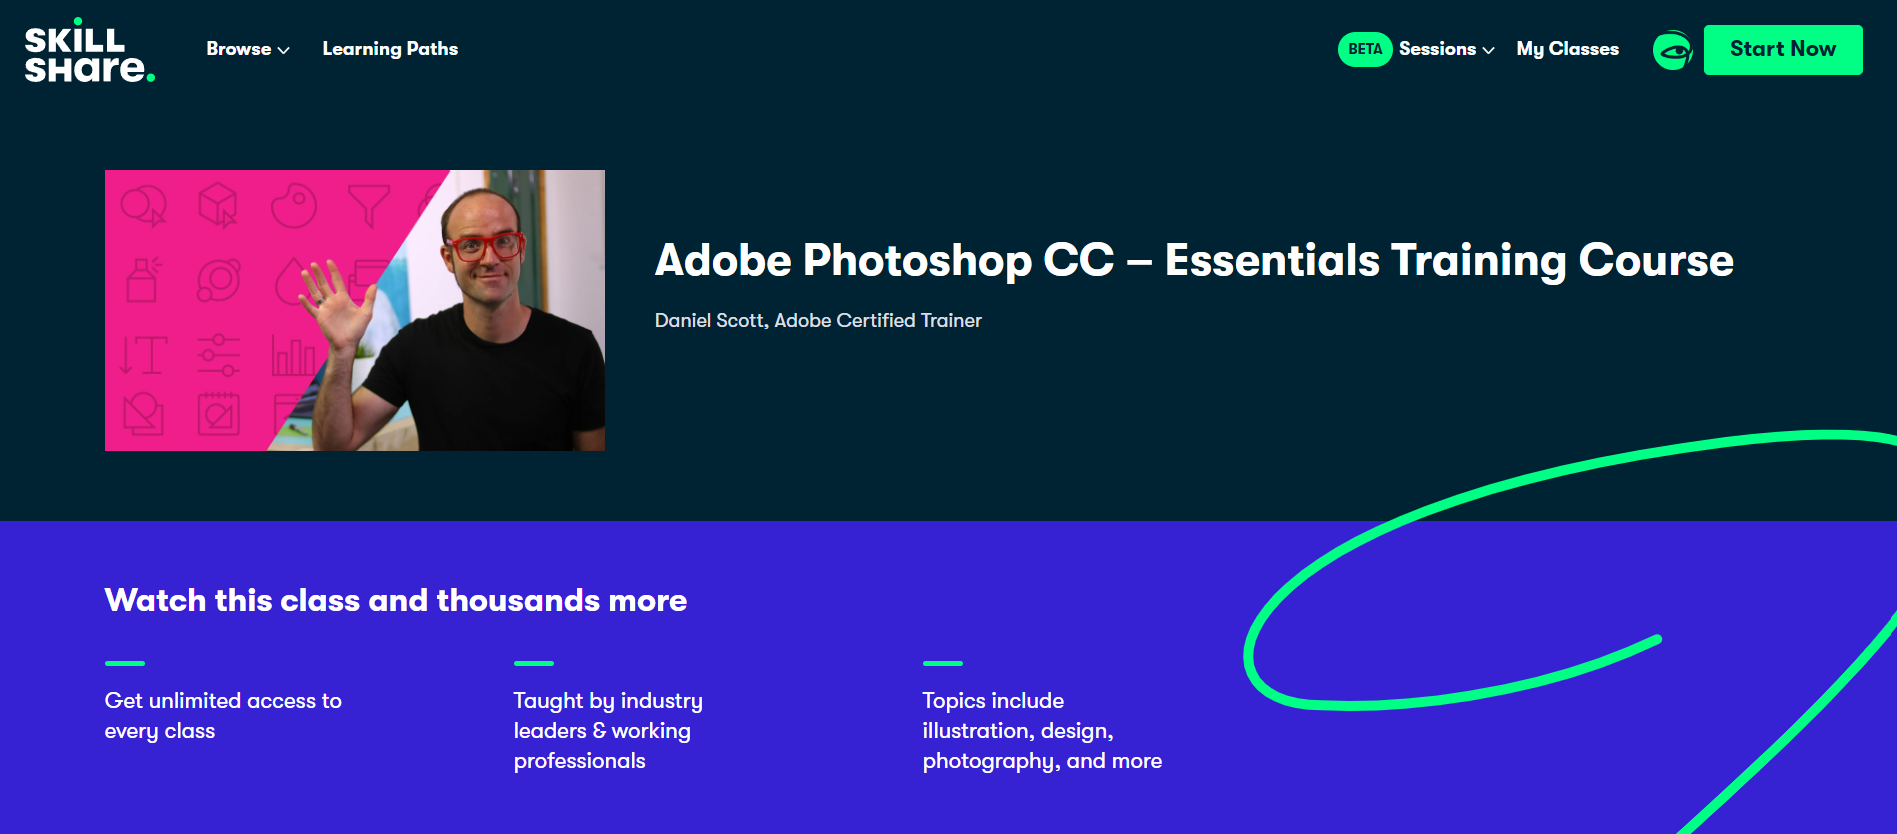 SKILL
SHare.
Browse
Learning Paths
BETA
Sessions
My Classes
Start Now
Adobe Photoshop CC – Essentials Training Course
Daniel Scott, Adobe Certified Trainer
Watch this class and thousands more
Get unlimited access to
every class
Taught by industry
leaders & working
professionals
Topics include
illustration, design,
photography, and more